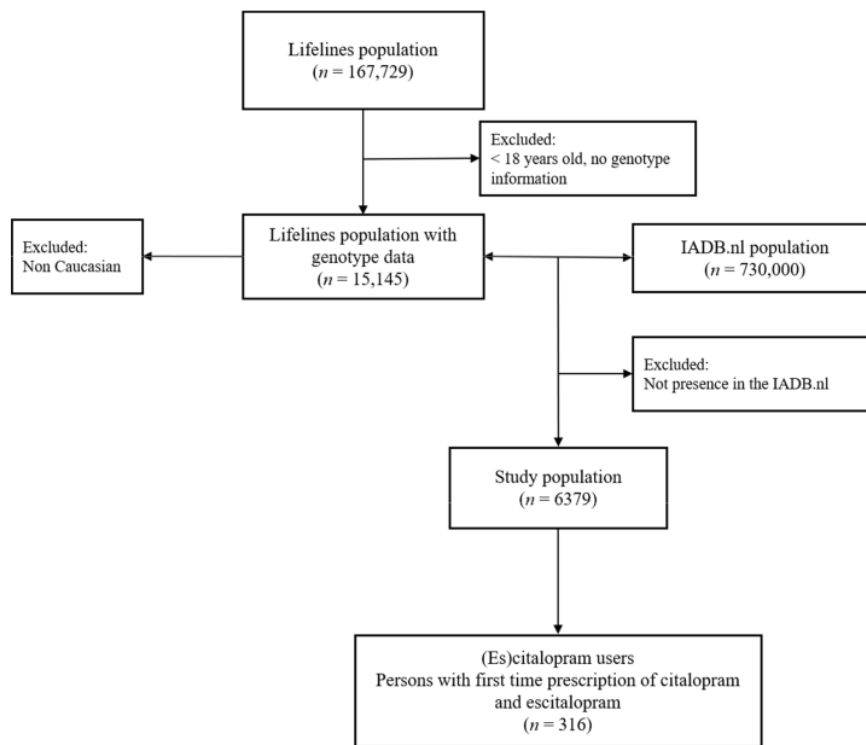 Lifelines population
(n = 167,729)
Excluded:
< 18 years old, no genotype
information
Excluded:
Non Caucasian
Lifelines population with
genotype data
(n = 15,145)
IADB.nl population
(n = 730,000)
Excluded:
Not presence in the IADB.nl
Study population
(n = 6379)
(Es)citalopram users
Persons with first time prescription of citalopram
and escitalopram
(n = 316)